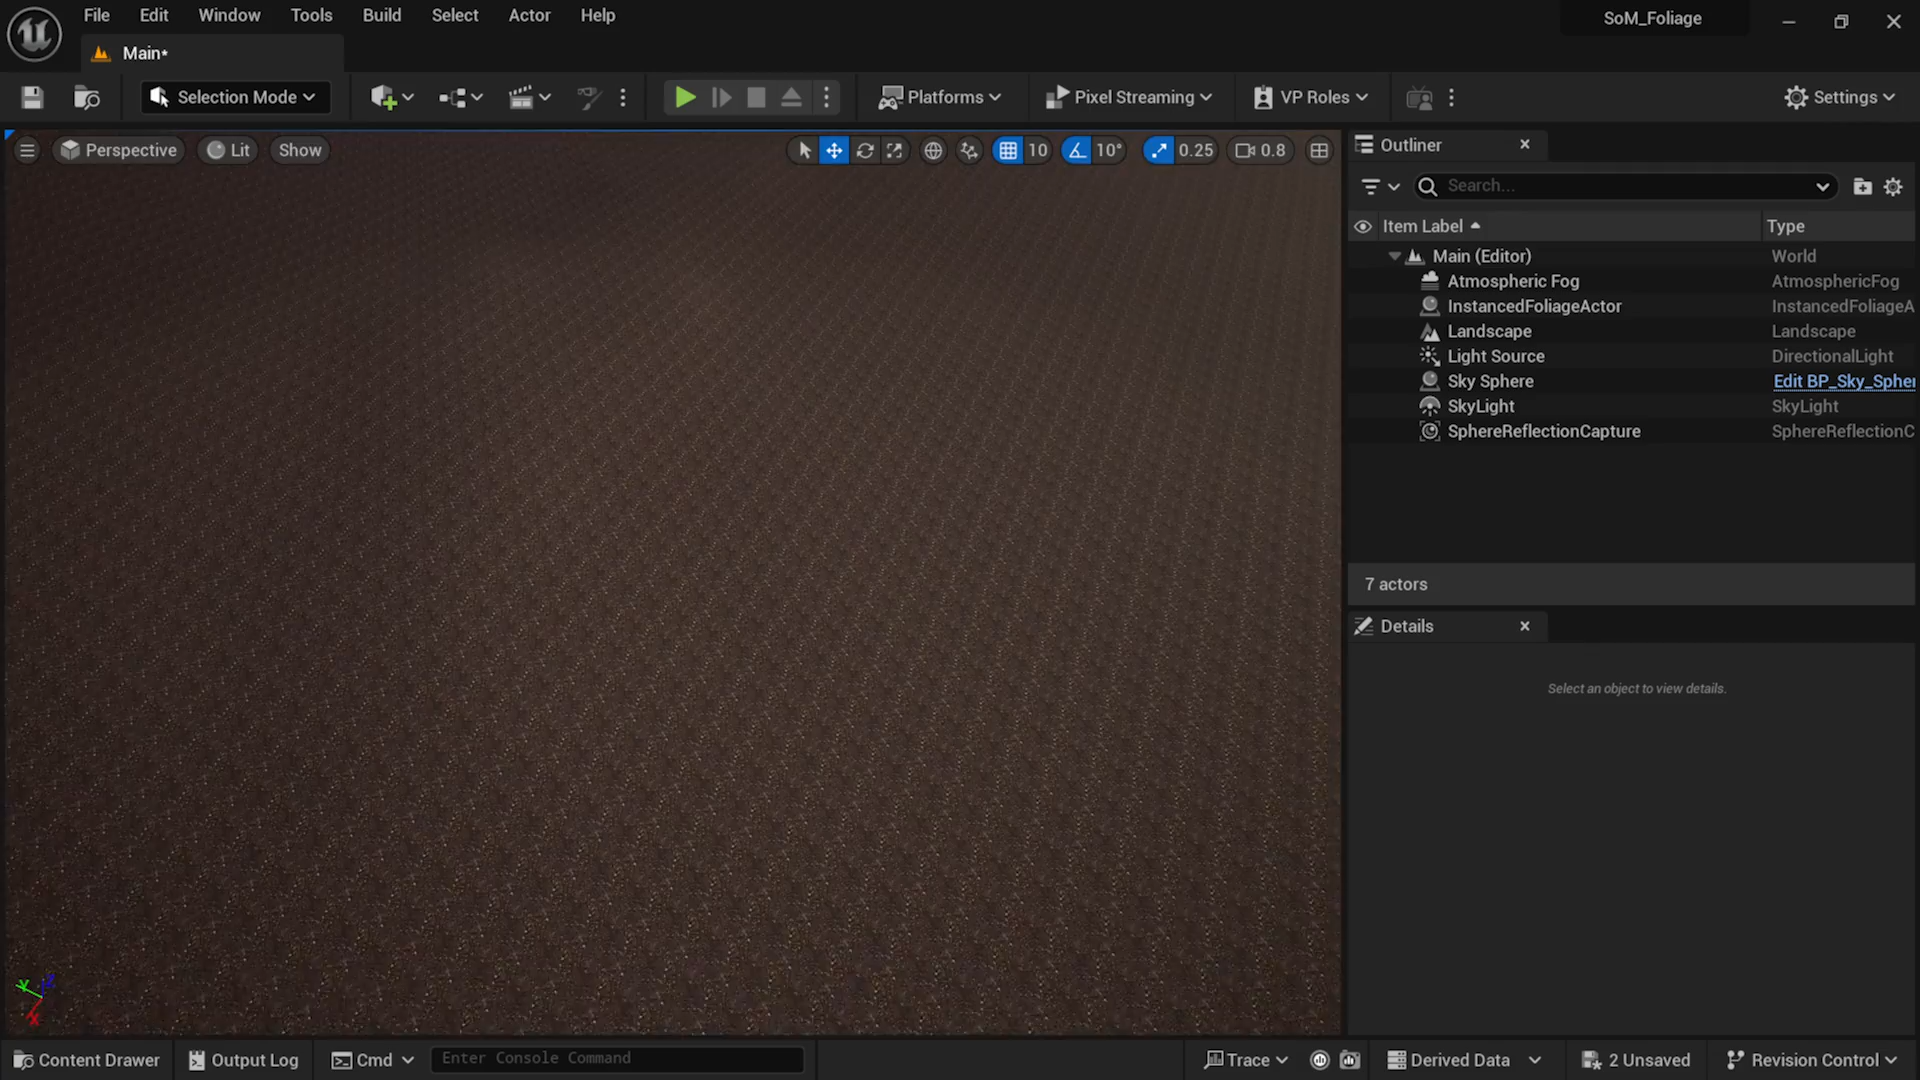 File Edit Window Tools Build Select Actor Help
SoM_Foliage
Main*
Selection Mode
Platforms
Pixel Streaming
VP Roles
Settings
Perspective Lit Show
10 10° 0.25 0.8
Outliner
Search...
Item Label Type
Main (Editor) World
Atmospheric Fog AtmosphericFog
InstancedFoliageActor InstancedFoliageA
Landscape Landscape
Light Source DirectionalLight
Sky Sphere Edit BP_Sky_Spher
SkyLight SkyLight
SphereReflectionCapture SphereReflectionC
7 actors
Details
Select an object to view details.
Y Z
X
Content Drawer Output Log Cmd Enter Console Command Trace Derived Data 2 Unsaved Revision Control